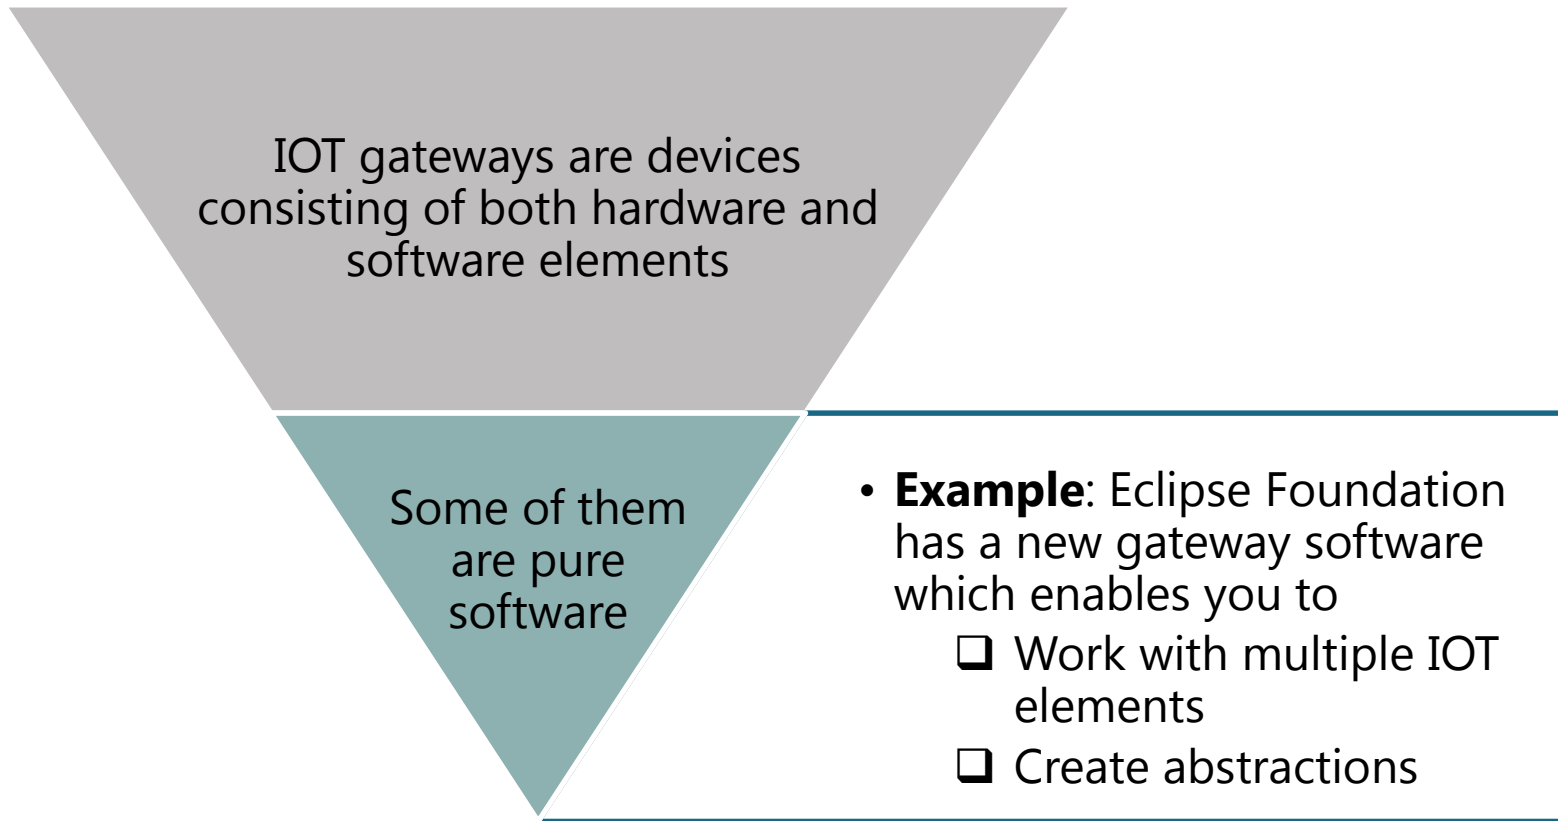 IOT gateways are devices
consisting of both hardware and
software elements
Some of them
are pure
software
• Example: Eclipse Foundation
has a new gateway software
which enables you to
❑ Work with multiple IOT
elements
❑ Create abstractions